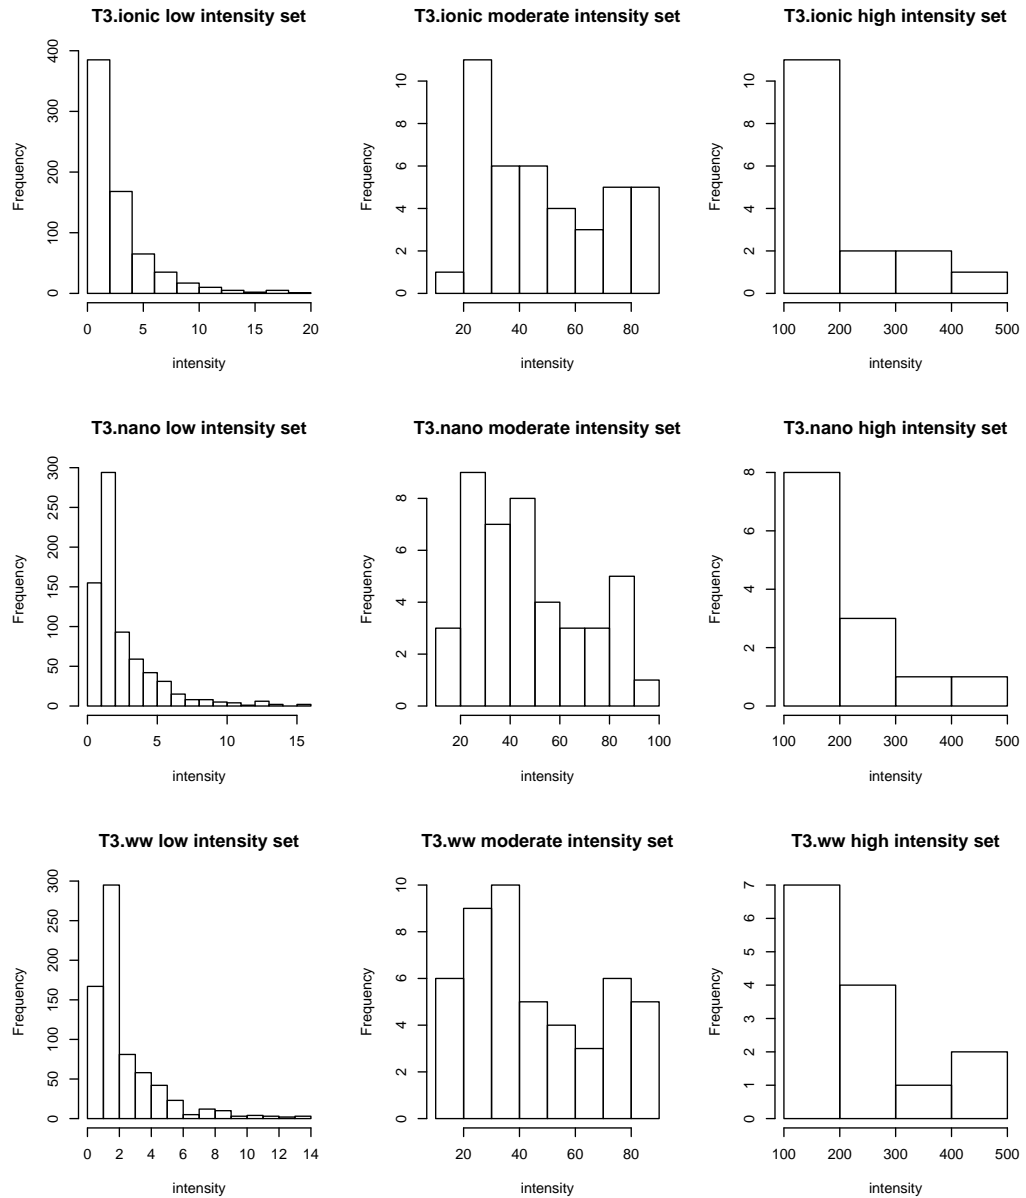 T3.ionic low intensity set
Frequency
0 100 200 300 400
0 5 10 15 20
intensity
T3.ionic moderate intensity set
Frequency
0 2 4 6 8 10
20 40 60 80
intensity
T3.ionic high intensity set
Frequency
0 2 4 6 8 10
100 200 300 400 500
intensity
T3.nano low intensity set
Frequency
0 50 100 150 200 250 300
0 5 10 15
intensity
T3.nano moderate intensity set
Frequency
0 2 4 6 8
20 40 60 80 100
intensity
T3.nano high intensity set
Frequency
0 2 4 6 8
100 200 300 400 500
intensity
T3.ww low intensity set
Frequency
0 50 100 150 200 250 300
0 2 4 6 8 10 12 14
intensity
T3.ww moderate intensity set
Frequency
0 2 4 6 8 10
20 40 60 80
intensity
T3.ww high intensity set
Frequency
0 1 2 3 4 5 6 7
100 200 300 400 500
intensity